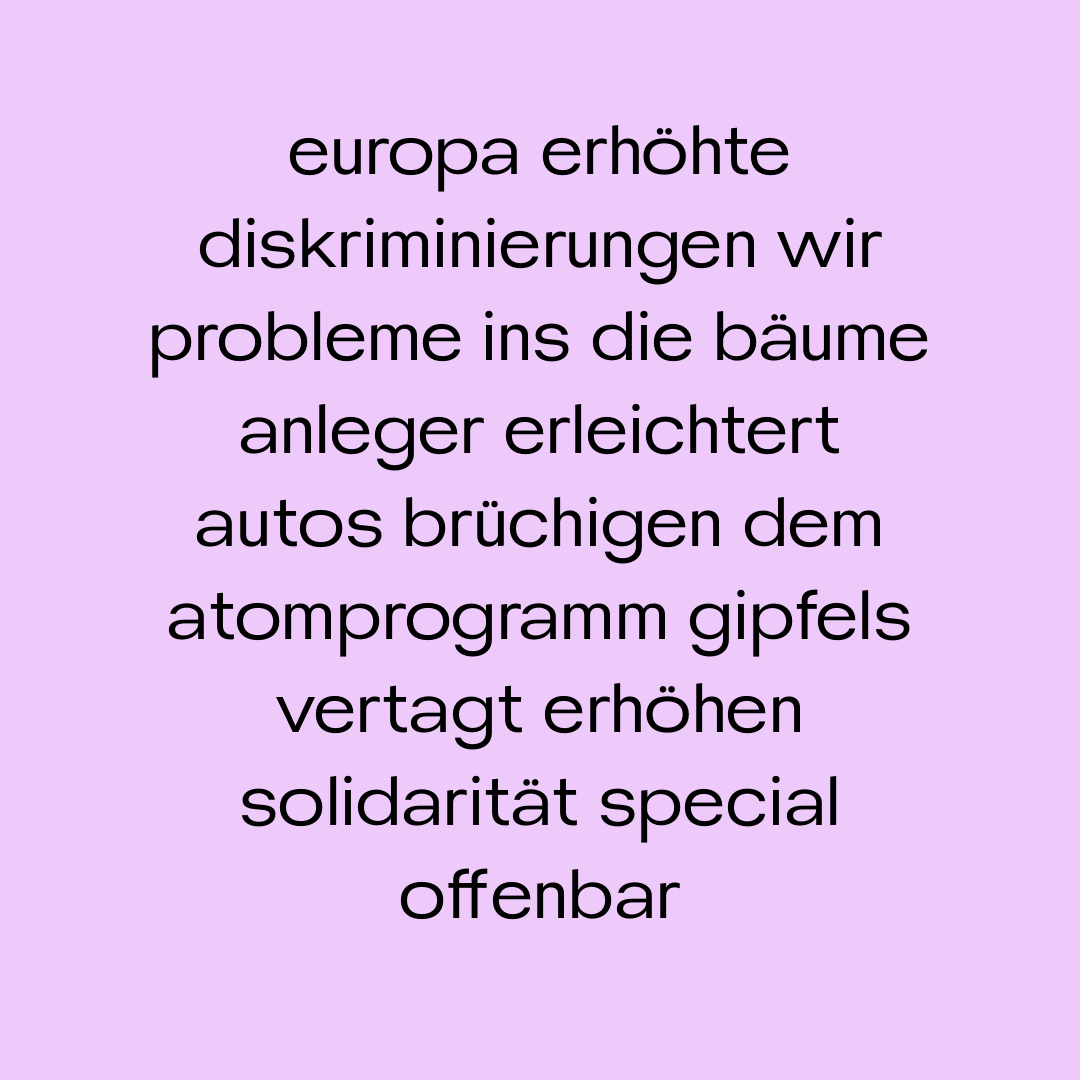 europa erhöhte
diskriminierungen wir
probleme ins die bäume
anleger erleichtert
autos brüchigen dem
atomprogramm gipfels
vertagt erhöhen
solidarität special
offenbar